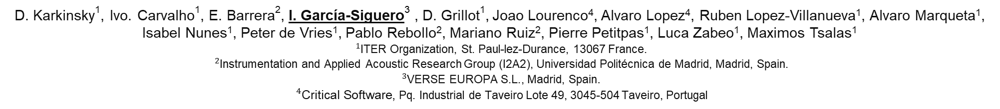 D. Karkinsky¹, Ivo. Carvalho¹, E. Barrera², I. García-Siguero³ , D. Grillot¹, Joao Lourenco⁴, Alvaro Lopez⁴, Ruben Lopez-Villanueva¹, Alvaro Marqueta¹,
Isabel Nunes¹, Peter de Vries¹, Pablo Rebollo², Mariano Ruiz², Pierre Petitpas¹, Luca Zabeo¹, Maximos Tsalas¹
¹ITER Organization, St. Paul-lez-Durance, 13067 France.
²Instrumentation and Applied Acoustic Research Group (I2A2), Universidad Politécnica de Madrid, Madrid, Spain.
³VERSE EUROPA S.L., Madrid, Spain.
⁴Critical Software, Pq. Industrial de Taveiro Lote 49, 3045-504 Taveiro, Portugal